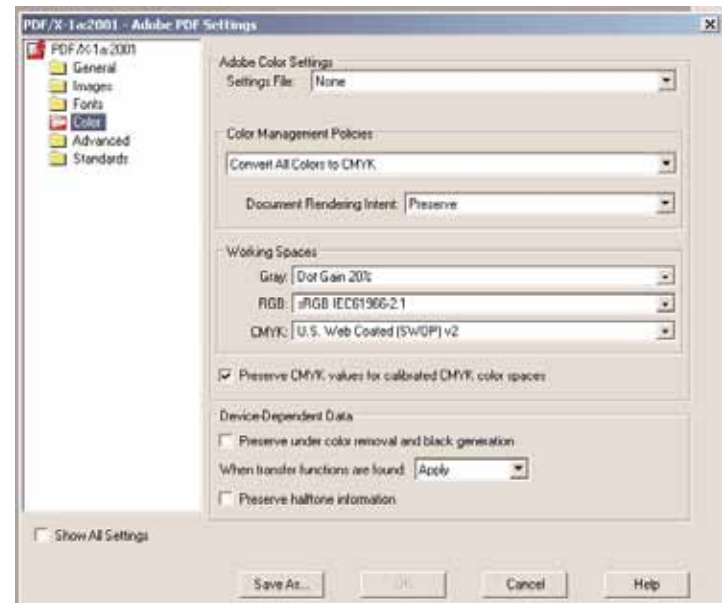 PDF/X-1a:2001 - Adobe PDF Settings
PDF/X-1a:2001
General
Images
Fonts
Color
Advanced
Standards
Adobe Color Settings
Settings File: None
Color Management Policies
Convert All Colors to CMYK
Document Rendering Intent: Preserve
Working Spaces
Gray: Dot Gain 20%
RGB: sRGB IEC61966-2.1
CMYK: U.S. Web Coated (SWOP) v2
Preserve CMYK values for calibrated CMYK color spaces
Device-Dependent Data
Preserve under color removal and black generation
When transfer functions are found: Apply
Preserve halftone information
Show All Settings
Save As... OK Cancel Help